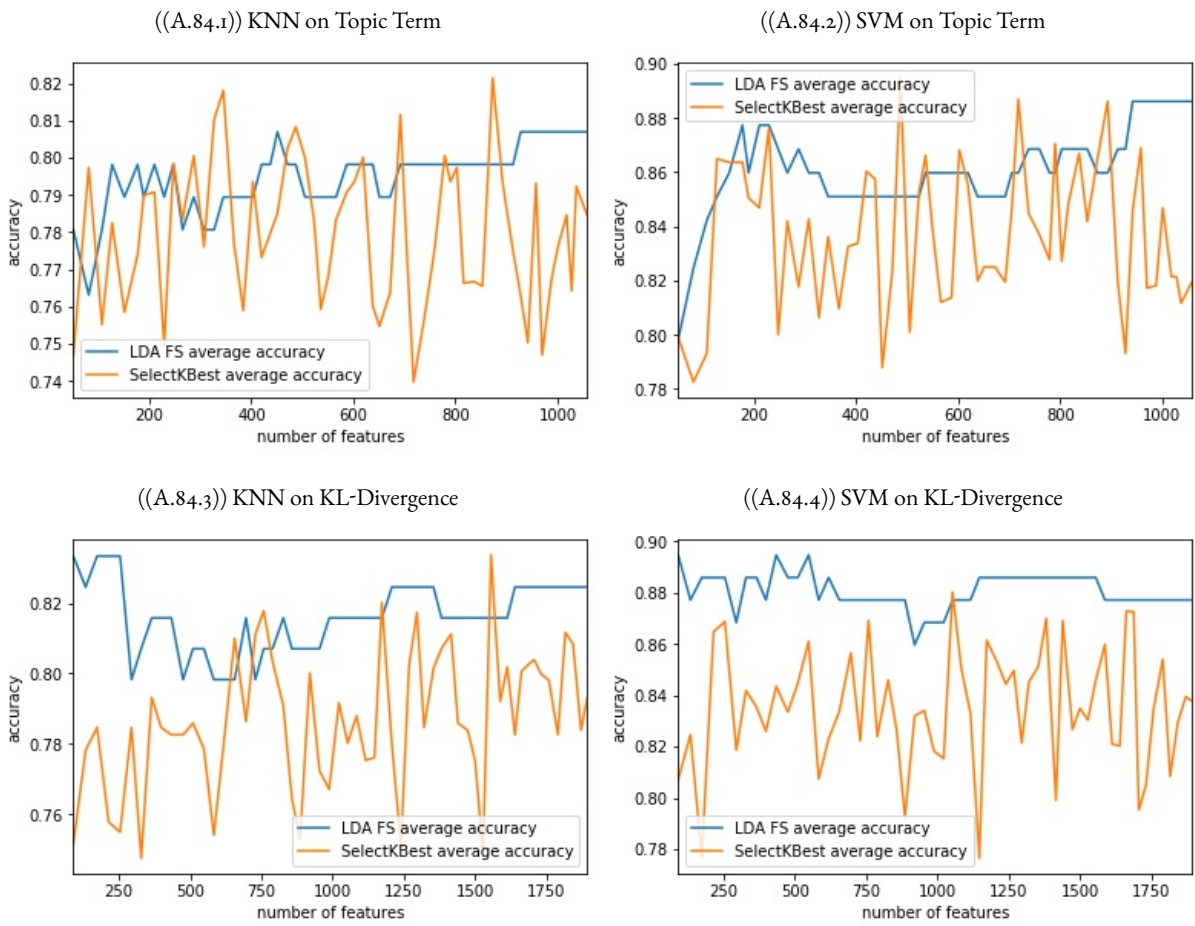 ((A.84.1)) KNN on Topic Term
0.82
0.81
0.80
0.79
0.78
0.77
0.76
0.75
0.74
accuracy
LDA FS average accuracy
SelectKBest average accuracy
200 400 600 800 1000
number of features
((A.84.2)) SVM on Topic Term
0.90
0.88
0.86
0.84
0.82
0.80
0.78
accuracy
LDA FS average accuracy
SelectKBest average accuracy
200 400 600 800 1000
number of features
((A.84.3)) KNN on KL-Divergence
0.82
0.80
0.78
0.76
accuracy
LDA FS average accuracy
SelectKBest average accuracy
250 500 750 1000 1250 1500 1750
number of features
((A.84.4)) SVM on KL-Divergence
0.90
0.88
0.86
0.84
0.82
0.80
0.78
accuracy
LDA FS average accuracy
SelectKBest average accuracy
250 500 750 1000 1250 1500 1750
number of features